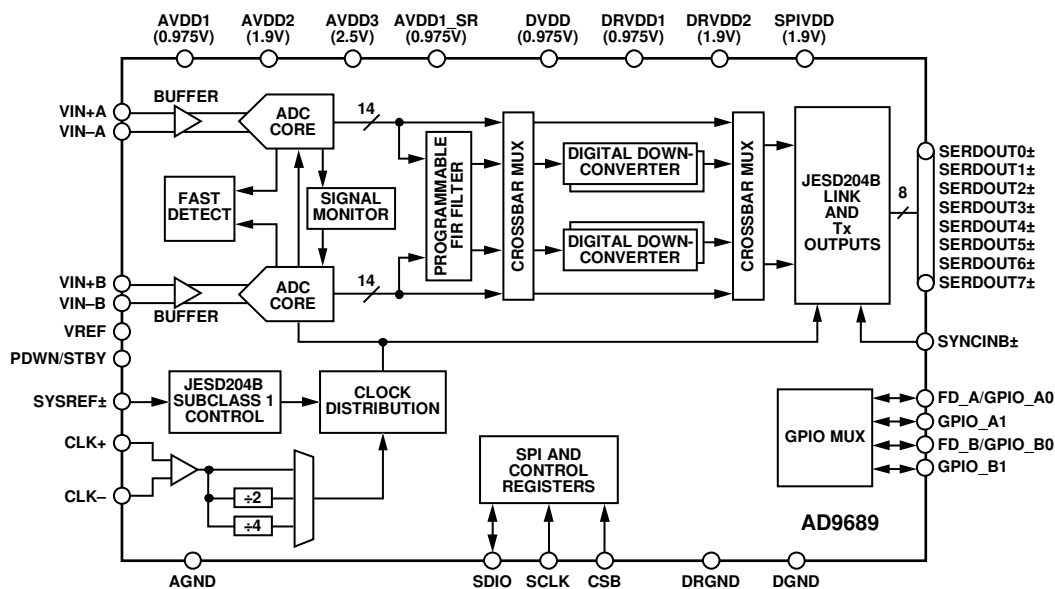 AVDD1
(0.975V)
AVDD2
(1.9V)
AVDD3
(2.5V)
AVDD1_SR
(0.975V)
DVDD
(0.975V)
DRVDD1
(0.975V)
DRVDD2
(1.9V)
SPIVDD
(1.9V)
VIN+A
VIN–A
BUFFER
ADC
CORE
14
FAST
DETECT
SIGNAL
MONITOR
PROGRAMMABLE
FIR FILTER
CROSSBAR MUX
DIGITAL DOWN-
CONVERTER
DIGITAL DOWN-
CONVERTER
CROSSBAR MUX
JESD204B
LINK
AND
Tx
OUTPUTS
8
SERDOUT0±
SERDOUT1±
SERDOUT2±
SERDOUT3±
SERDOUT4±
SERDOUT5±
SERDOUT6±
SERDOUT7±
VIN+B
VIN–B
BUFFER
ADC
CORE
14
VREF
PDWN/STBY
SYSREF±
JESD204B
SUBCLASS 1
CONTROL
CLOCK
DISTRIBUTION
SYNCINB±
CLK+
CLK–
÷2
÷4
SPI AND
CONTROL
REGISTERS
GPIO MUX
FD_A/GPIO_A0
GPIO_A1
FD_B/GPIO_B0
GPIO_B1
AD9689
AGND
SDIO
SCLK
CSB
DRGND
DGND